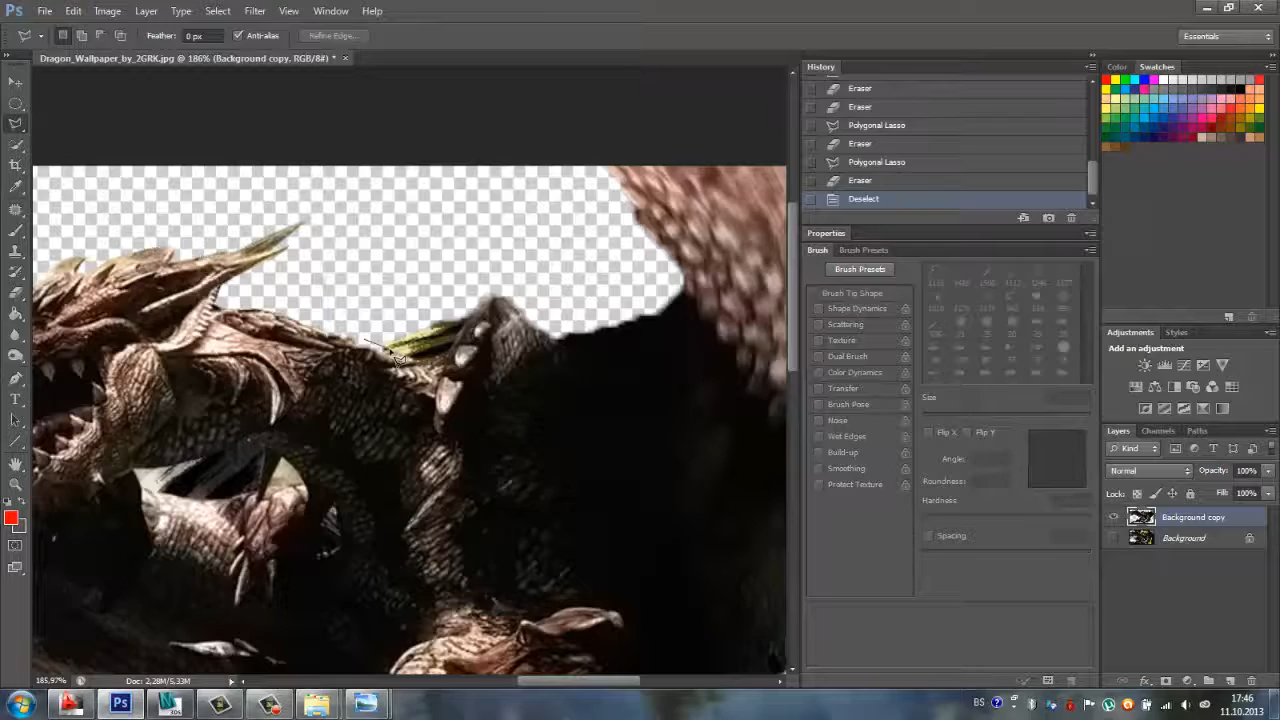 Ps File Edit Image Layer Type Select Filter View Window Help
Feather: 0 px Anti-alias Refine Edge... Essentials
Dragon_Wallpaper_by_2GRK.jpg @ 186% (Background copy, RGB/8#) * ×
History
Eraser
Eraser
Polygonal Lasso
Eraser
Polygonal Lasso
Eraser
Deselect
Properties
Brush Brush Presets
Brush Presets
Brush Tip Shape
Shape Dynamics
Scattering
Texture
Dual Brush
Color Dynamics
Transfer
Brush Pose
Noise
Wet Edges
Build-up
Smoothing
Protect Texture
Size
Flip X Flip Y
Angle:
Roundness:
Hardness
Spacing
Color Swatches
Adjustments Styles
Add an adjustment
Layers Channels Paths
Kind
Normal Opacity: 100%
Lock: Fill: 100%
Background copy
Background
185,97% Doc: 2,28M/5,33M
Ps 3DS BS 17:46
11.10.2013